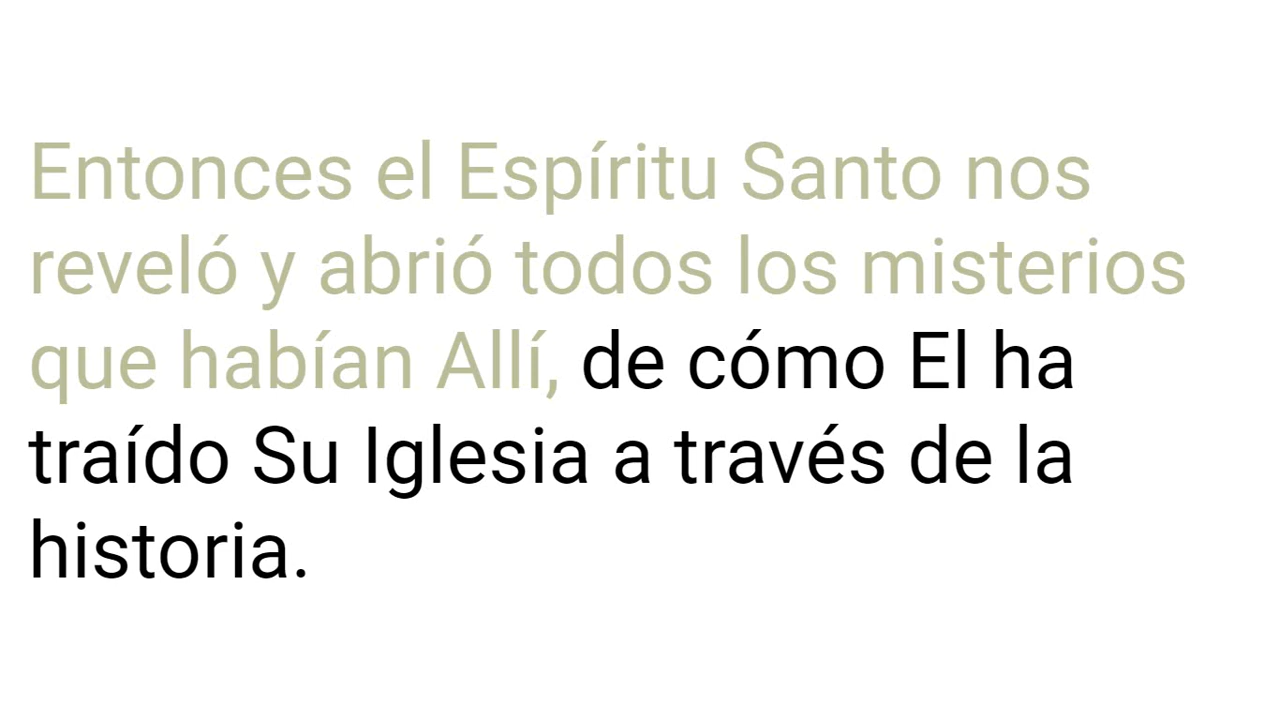 Entonces el Espíritu Santo nos
reveló y abrió todos los misterios
que habían Allí, de cómo El ha
traído Su Iglesia a través de la
historia.